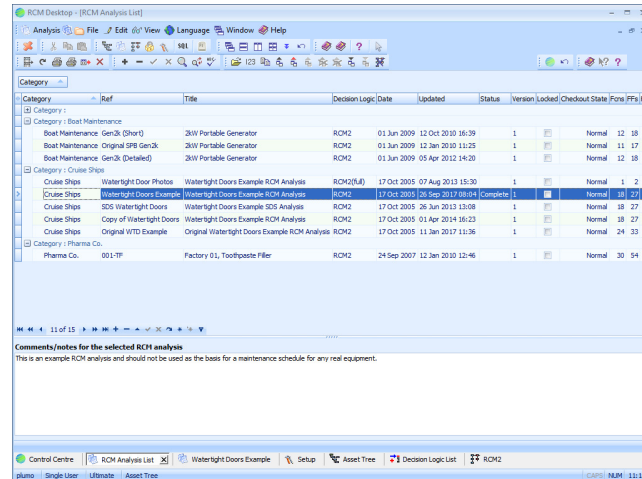 RCM Desktop - [RCM Analysis List]
Analysis File Edit View Language Window Help
SQL
123
Category
Category Ref Title Decision Logic Date Updated Status Version Locked Checkout State Fcns FFs
Category :
Category : Boat Maintenance
Boat Maintenance Gen2k (Short) 2kW Portable Generator RCM2 01 Jun 2009 12 Oct 2010 16:39 1 Normal 12 18
Boat Maintenance Original SPB Gen2k 2kW Portable Generator RCM2 01 Jun 2009 12 Jan 2010 11:25 1 Normal 11 17
Boat Maintenance Gen2k (Detailed) 2kW Portable Generator RCM2 01 Jun 2009 05 Apr 2012 14:20 1 Normal 12 18
Category : Cruise Ships
Cruise Ships Watertight Door Photos Watertight Doors Example RCM Analysis RCM2(full) 17 Oct 2005 07 Aug 2013 15:30 1 Normal 1 2
Cruise Ships Watertight Doors Example Watertight Doors Example RCM Analysis RCM2 17 Oct 2005 26 Sep 2017 08:04 Complete 1 Normal 18 27
Cruise Ships SDS Watertight Doors Watertight Doors Example SDS Analysis RCM2 17 Oct 2005 26 Jun 2013 13:08 1 Normal 18 27
Cruise Ships Copy of Watertight Doors Watertight Doors Example RCM Analysis RCM2 17 Oct 2005 01 Apr 2014 16:23 1 Normal 18 27
Cruise Ships Original WTD Example Original Watertight Doors Example RCM Analysis RCM2 17 Oct 2005 11 Jan 2017 11:36 1 Normal 24 33
Category : Pharma Co.
Pharma Co. 001-TF Factory 01, Toothpaste Filler RCM2 24 Sep 2007 12 Jan 2010 12:46 1 Normal 30 54
11 of 15
Comments/notes for the selected RCM analysis
This is an example RCM analysis and should not be used as the basis for a maintenance schedule for any real equipment.
Control Centre RCM Analysis List Watertight Doors Example Setup Asset Tree Decision Logic List RCM2
plumo Single User Ultimate Asset Tree CAPS NUM